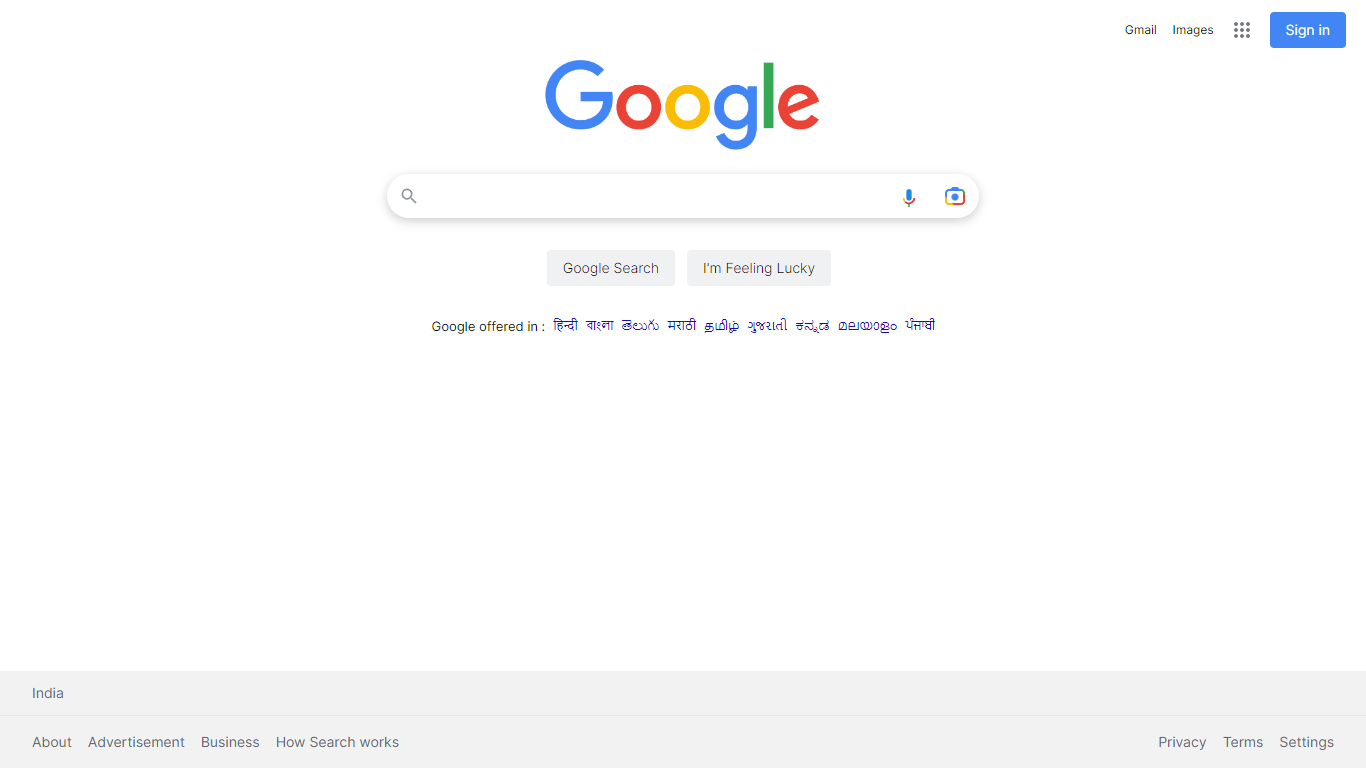 Gmail Images Sign in
Google
Google Search I'm Feeling Lucky
Google offered in : हिन्दी বাংলা తెలుగు मराठी தமிழ் ગુજરાતી ಕನ್ನಡ മലയാളം ਪੰਜਾਬੀ
India
About Advertisement Business How Search works Privacy Terms Settings